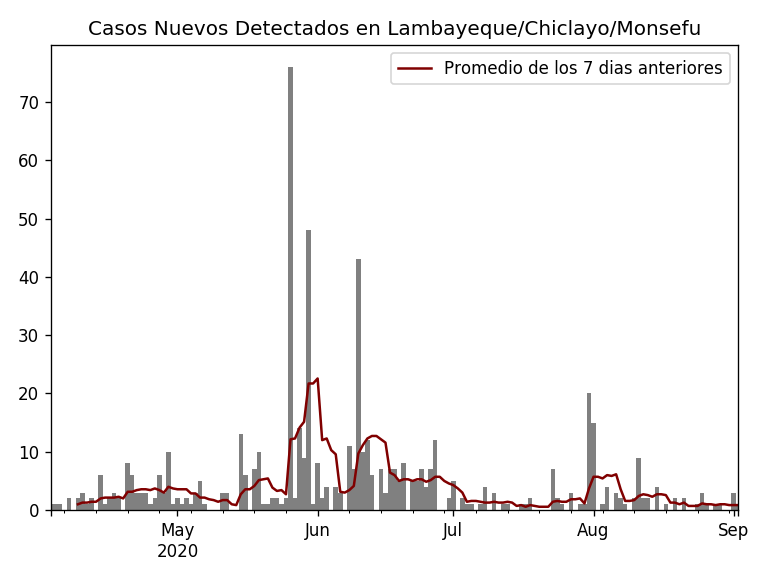 Casos Nuevos Detectados en Lambayeque/Chiclayo/Monsefu
Promedio de los 7 dias anteriores
70
60
50
40
30
20
10
0
May
2020
Jun
Jul
Aug
Sep